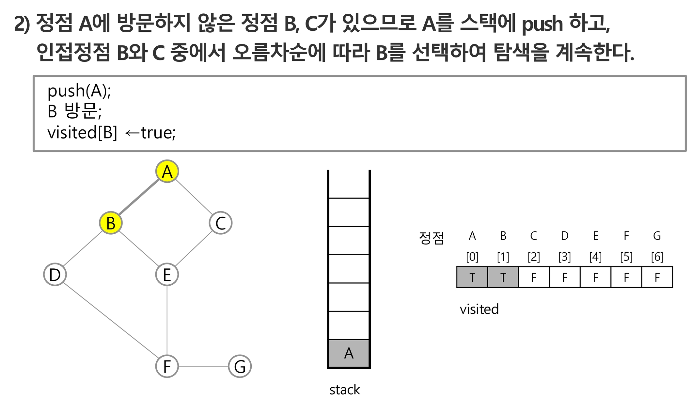 2) 정점 A에 방문하지 않은 정점 B, C가 있으므로 A를 스택에 push 하고,
인접정점 B와 C 중에서 오름차순에 따라 B를 선택하여 탐색을 계속한다.
push(A);
B 방문;
visited[B] ←true;
A
B
C
D
E
F
G
A
stack
정점 A B C D E F G
[0] [1] [2] [3] [4] [5] [6]
T T F F F F F
visited